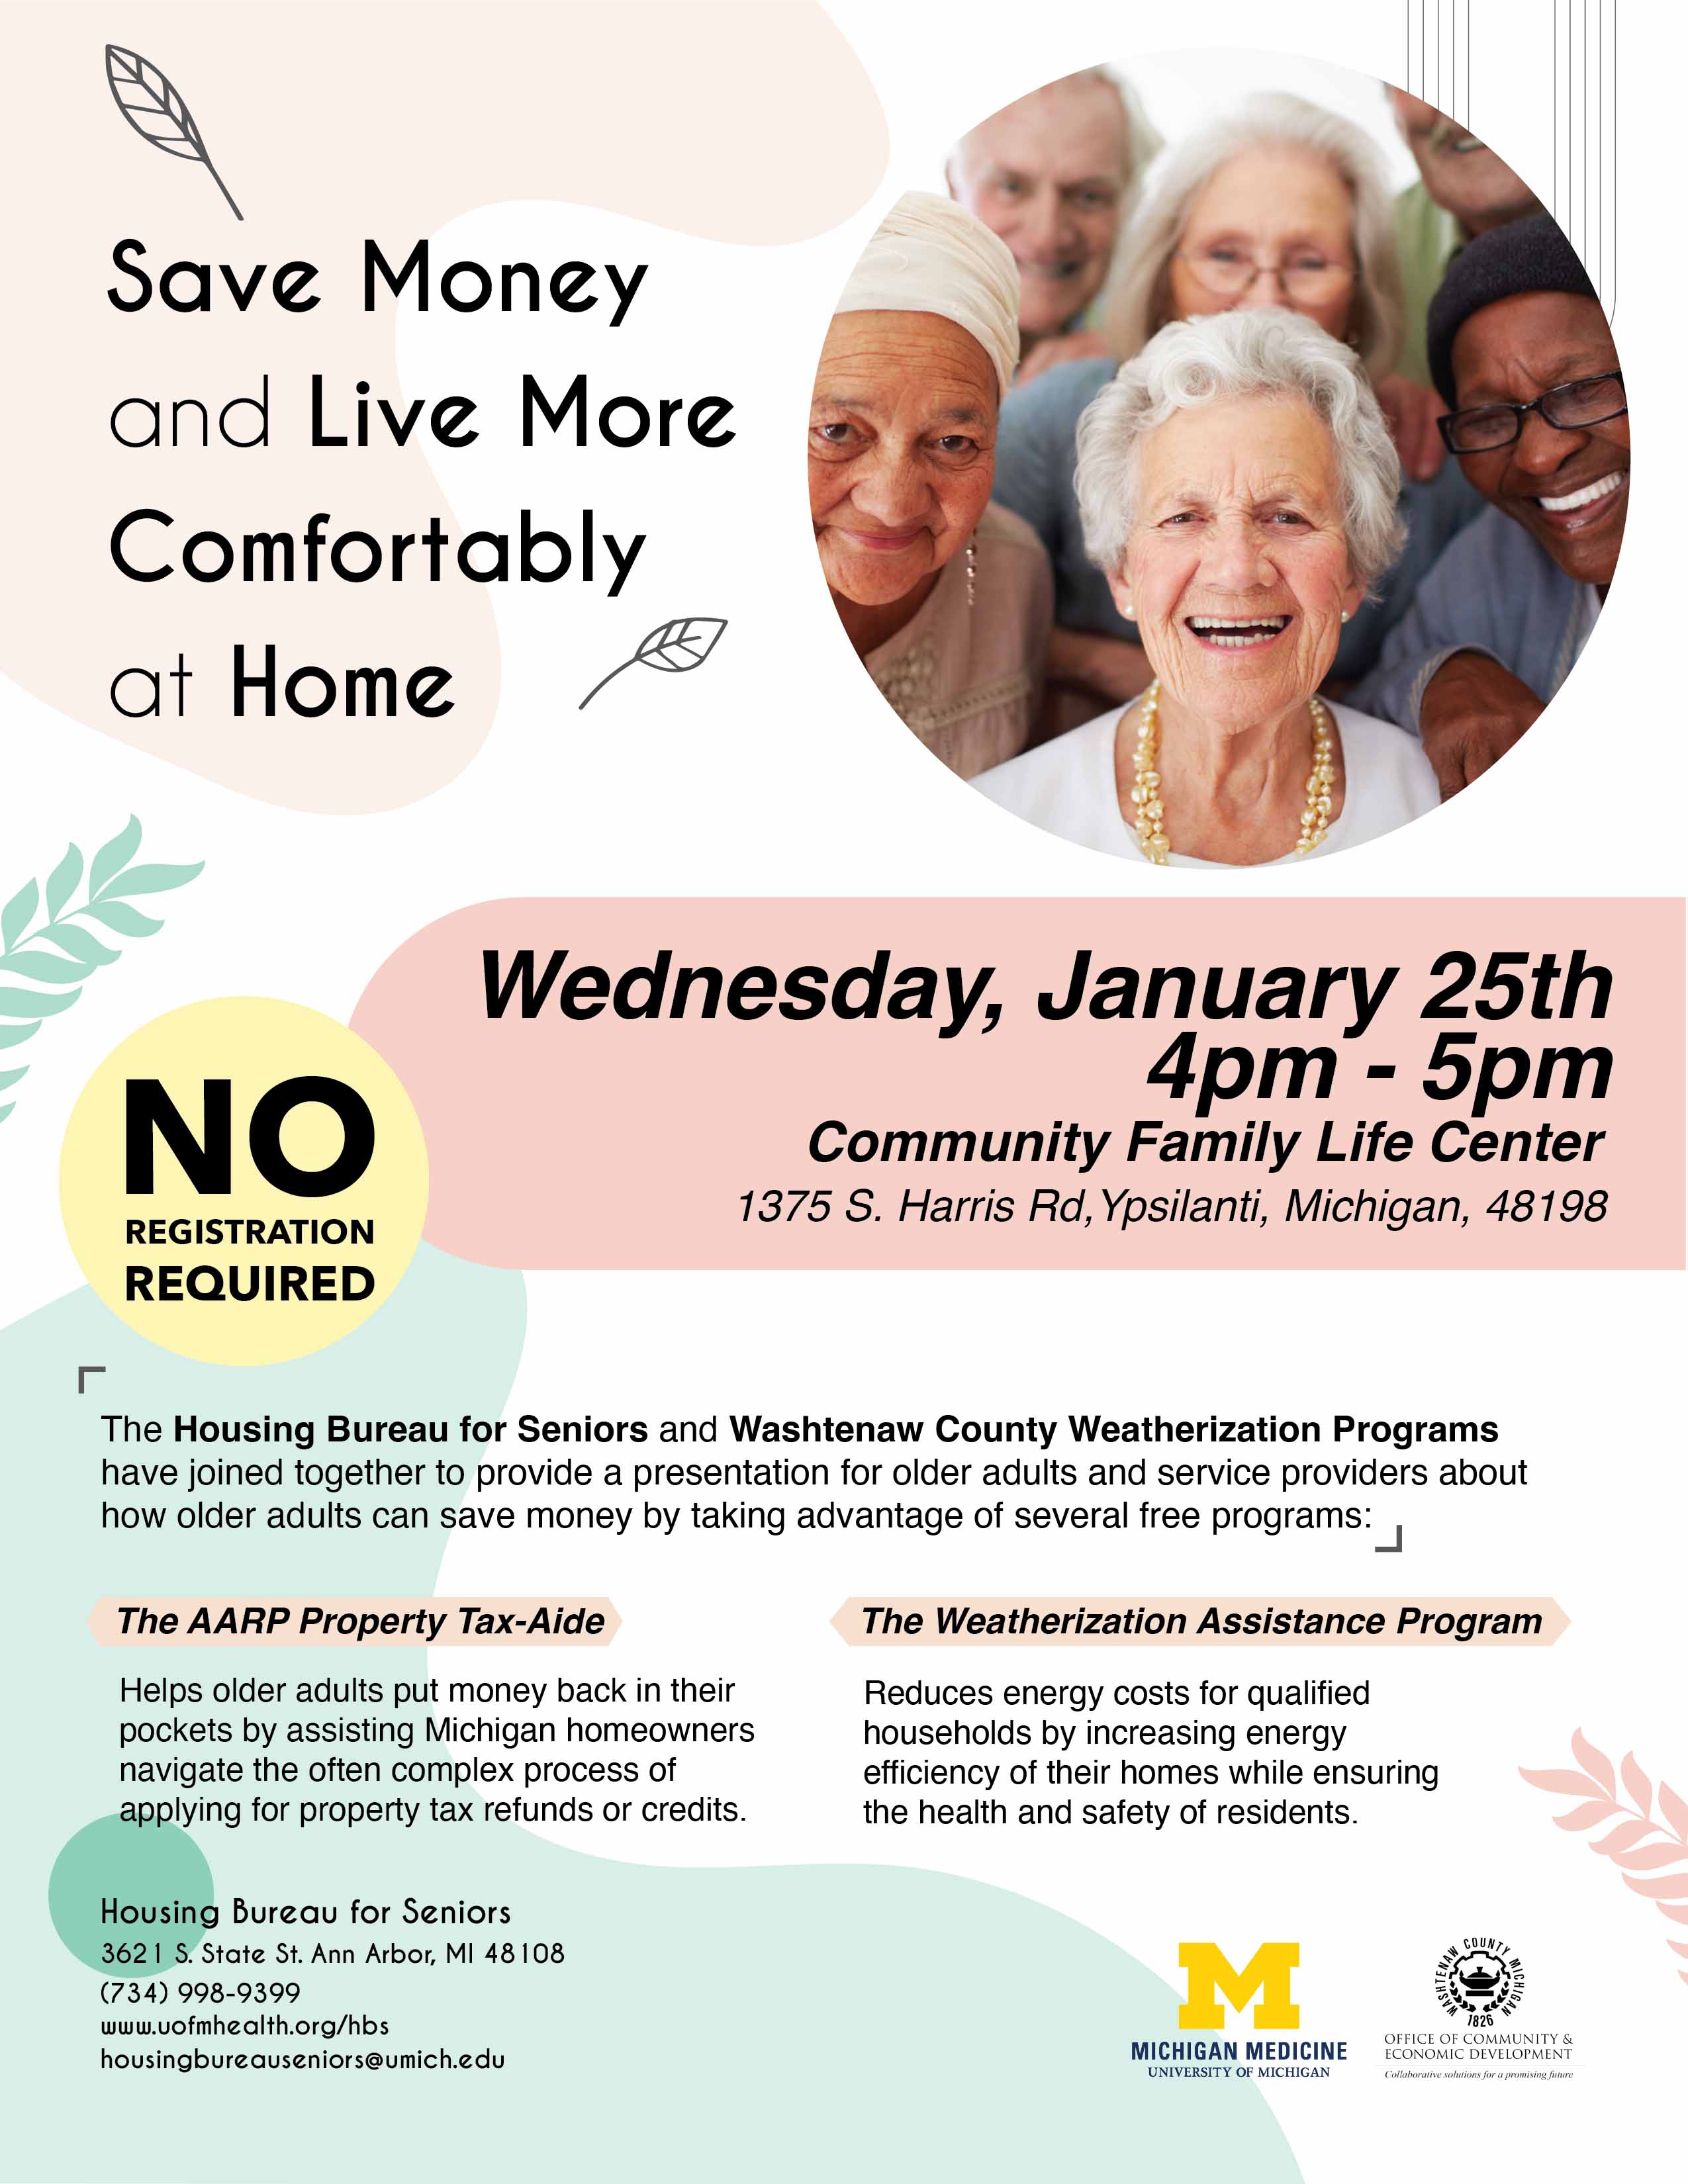 Save Money
and Live More
Comfortably
at Home
Wednesday, January 25th
4pm - 5pm
Community Family Life Center
1375 S. Harris Rd, Ypsilanti, Michigan, 48198
NO
REGISTRATION
REQUIRED
The Housing Bureau for Seniors and Washtenaw County Weatherization Programs
have joined together to provide a presentation for older adults and service providers about
how older adults can save money by taking advantage of several free programs:
The AARP Property Tax-Aide
Helps older adults put money back in their
pockets by assisting Michigan homeowners
navigate the often complex process of
applying for property tax refunds or credits.
The Weatherization Assistance Program
Reduces energy costs for qualified
households by increasing energy
efficiency of their homes while ensuring
the health and safety of residents.
Housing Bureau for Seniors
3621 S. State St. Ann Arbor, MI 48108
(734) 998-9399
www.uofmhealth.org/hbs
housingbureauseniors@umich.edu
M
MICHIGAN MEDICINE
UNIVERSITY OF MICHIGAN
WASHTENAW COUNTY MICHIGAN
1826
OFFICE OF COMMUNITY &
ECONOMIC DEVELOPMENT
Collaborative solutions for a promising future